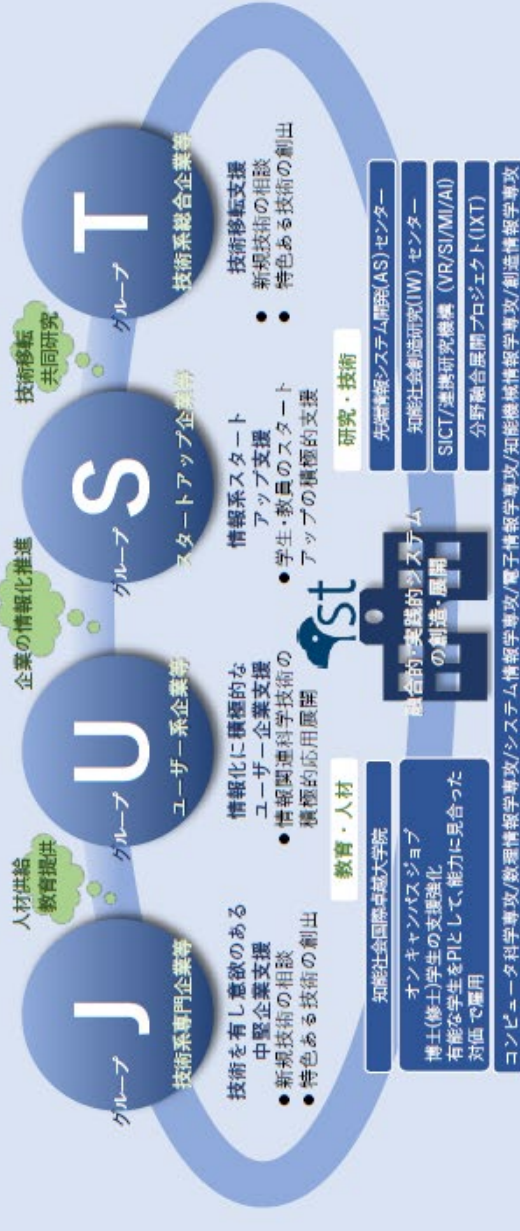 人材供給
教育提供
企業の情報化推進
技術移転
共同研究
グループ
J
技術系専門企業等
グループ
U
ユーザー系企業等
グループ
S
スタートアップ企業等
グループ
T
技術系総合企業等
技術を有し意欲のある
中堅企業支援
● 新規技術の相談
● 特色ある技術の創出
情報化に積極的な
ユーザー企業支援
● 情報関連科学技術の
積極的応用展開
情報系スタート
アップ支援
● 学生・教員のスタート
アップの積極的支援
技術移転支援
● 新規技術の相談
● 特色ある技術の創出
教育・人材
知能社会国際卓越大学院
オンキャンパスジョブ
博士(修士)学生の支援強化
有能な学生をPIとして、能力に見合った
対価で雇用
ist
融合的・実践的システム
の創造・展開
研究・技術
先端情報システム開発(AS)センター
知能社会創造研究(IW) センター
SICT/連携研究機構 (VR/SI/MI/AI)
分野融合展開プロジェクト(IXT)
コンピュータ科学専攻/数理情報学専攻/システム情報学専攻/電子情報学専攻/知能機械情報学専攻/創造情報学専攻